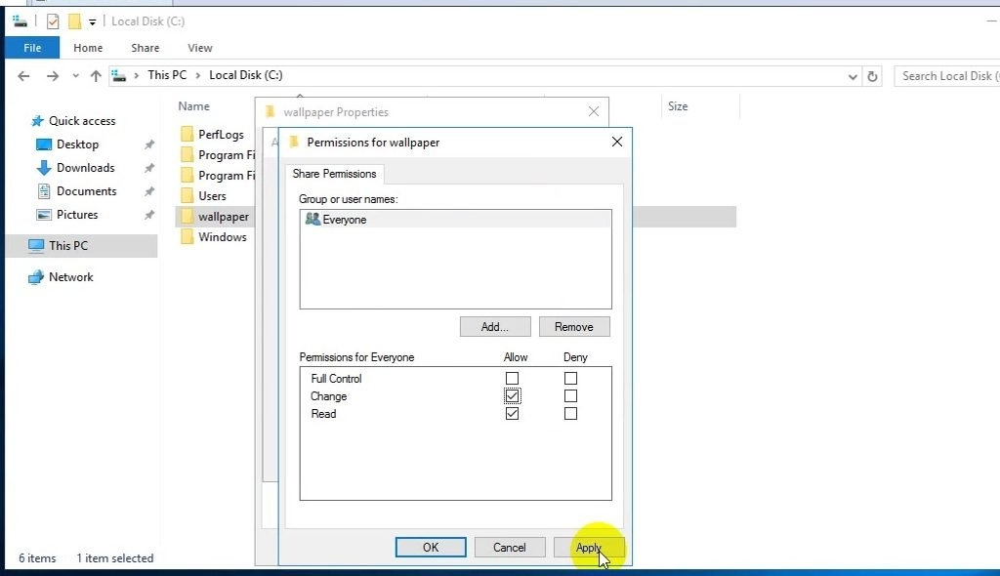 Local Disk (C:)
File Home Share View
This PC Local Disk (C:)
Search Local Disk (
Name
Size
Quick access
Desktop
Downloads
Documents
Pictures
This PC
Network
PerfLogs
Program Fi
Program Fi
Users
wallpaper
Windows
wallpaper Properties
A
Permissions for wallpaper
Share Permissions
Group or user names:
Everyone
Add... Remove
Permissions for Everyone Allow Deny
Full Control
Change
Read
OK Cancel Apply
6 items 1 item selected